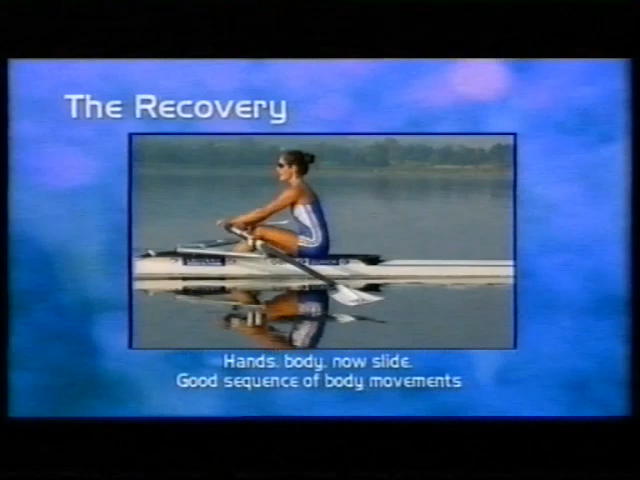 The Recovery
Hands, body, now slide.
Good sequence of body movements